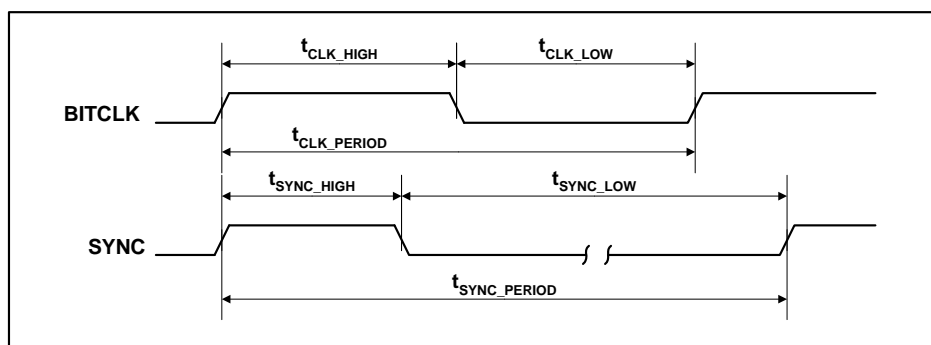 tCLK_HIGH tCLK_LOW
BITCLK
tCLK_PERIOD
tSYNC_HIGH tSYNC_LOW
SYNC
tSYNC_PERIOD